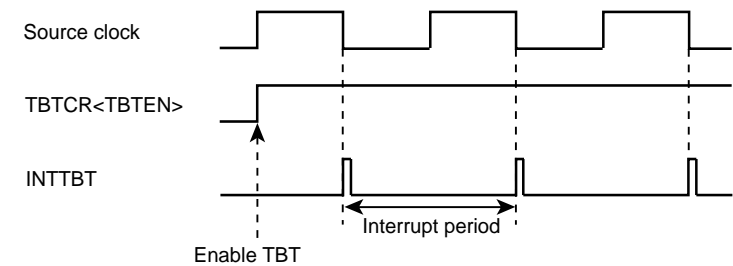 Source clock
TBTCR<TBTEN>
INTTBT
Interrupt period
Enable TBT